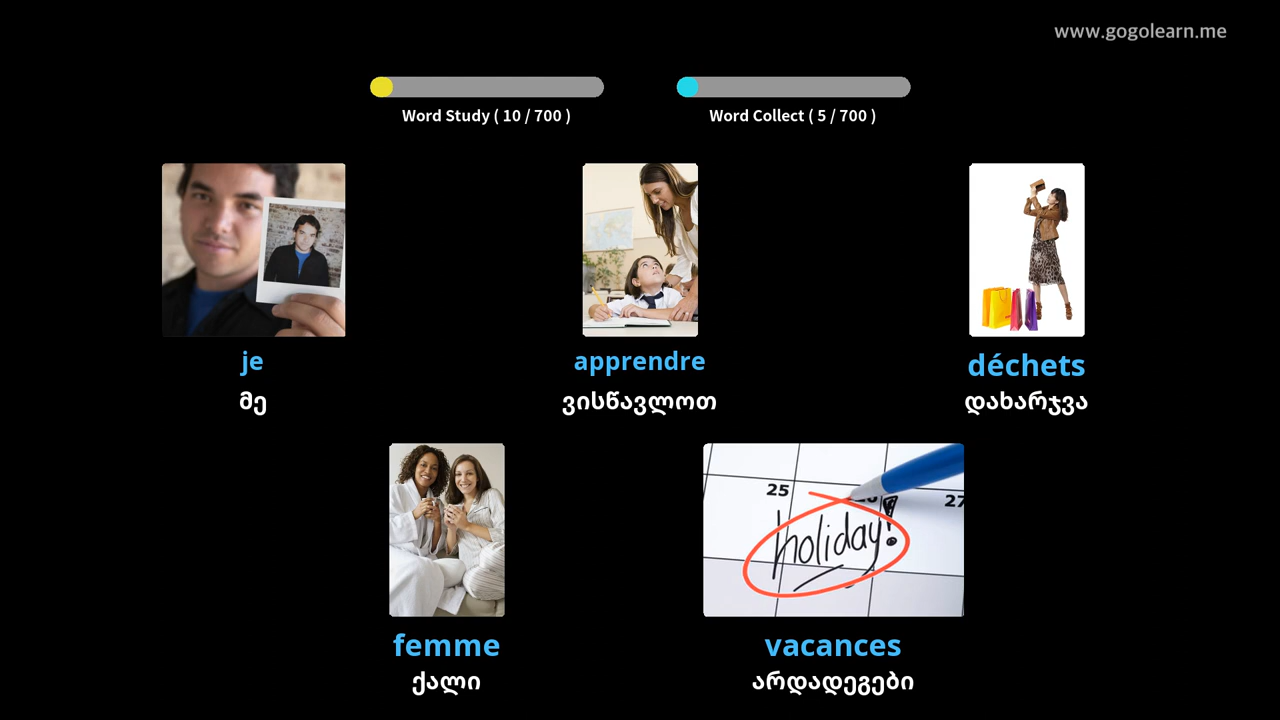 www.gogolearn.me
Word Study ( 10 / 700 )
Word Collect ( 5 / 700 )
je
მე
apprendre
ვისწავლოთ
déchets
დახარჯვა
femme
ქალი
25
27
holiday!
vacances
არდადეგები